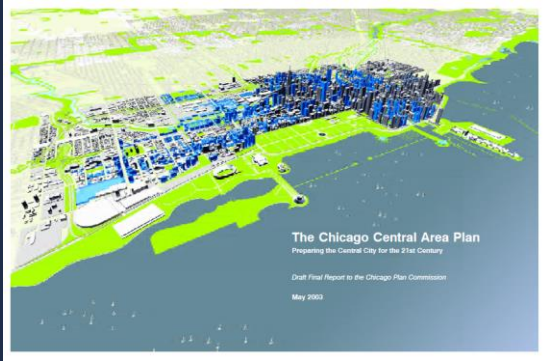 The Chicago Central Area Plan
Preparing the Central City for the 21st Century
Draft Final Report to the Chicago Plan Commission
May 2003